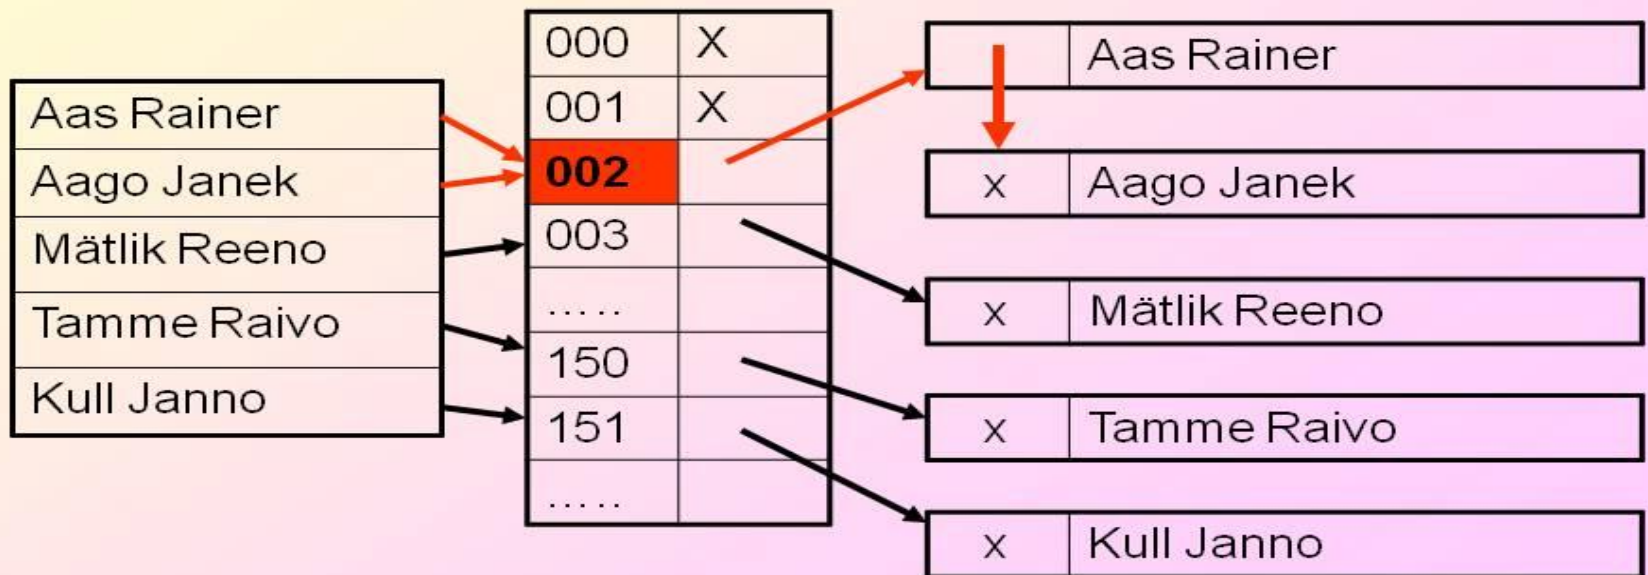 Aas Rainer
Aago Janek
Mätlik Reeno
Tamme Raivo
Kull Janno
000 X
001 X
002
003
.....
150
151
.....
Aas Rainer
x Aago Janek
x Mätlik Reeno
x Tamme Raivo
x Kull Janno